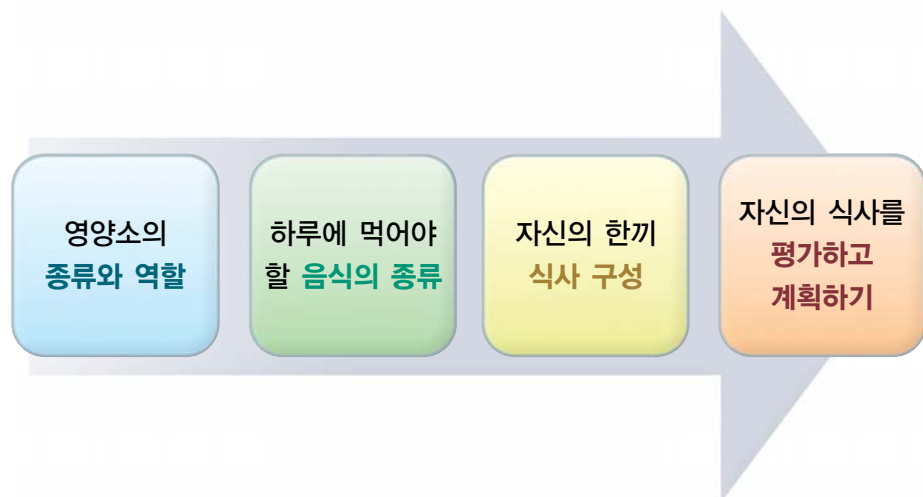 영양소의
종류와 역할
하루에 먹어야
할 음식의 종류
자신의 한끼
식사 구성
자신의 식사를
평가하고
계획하기